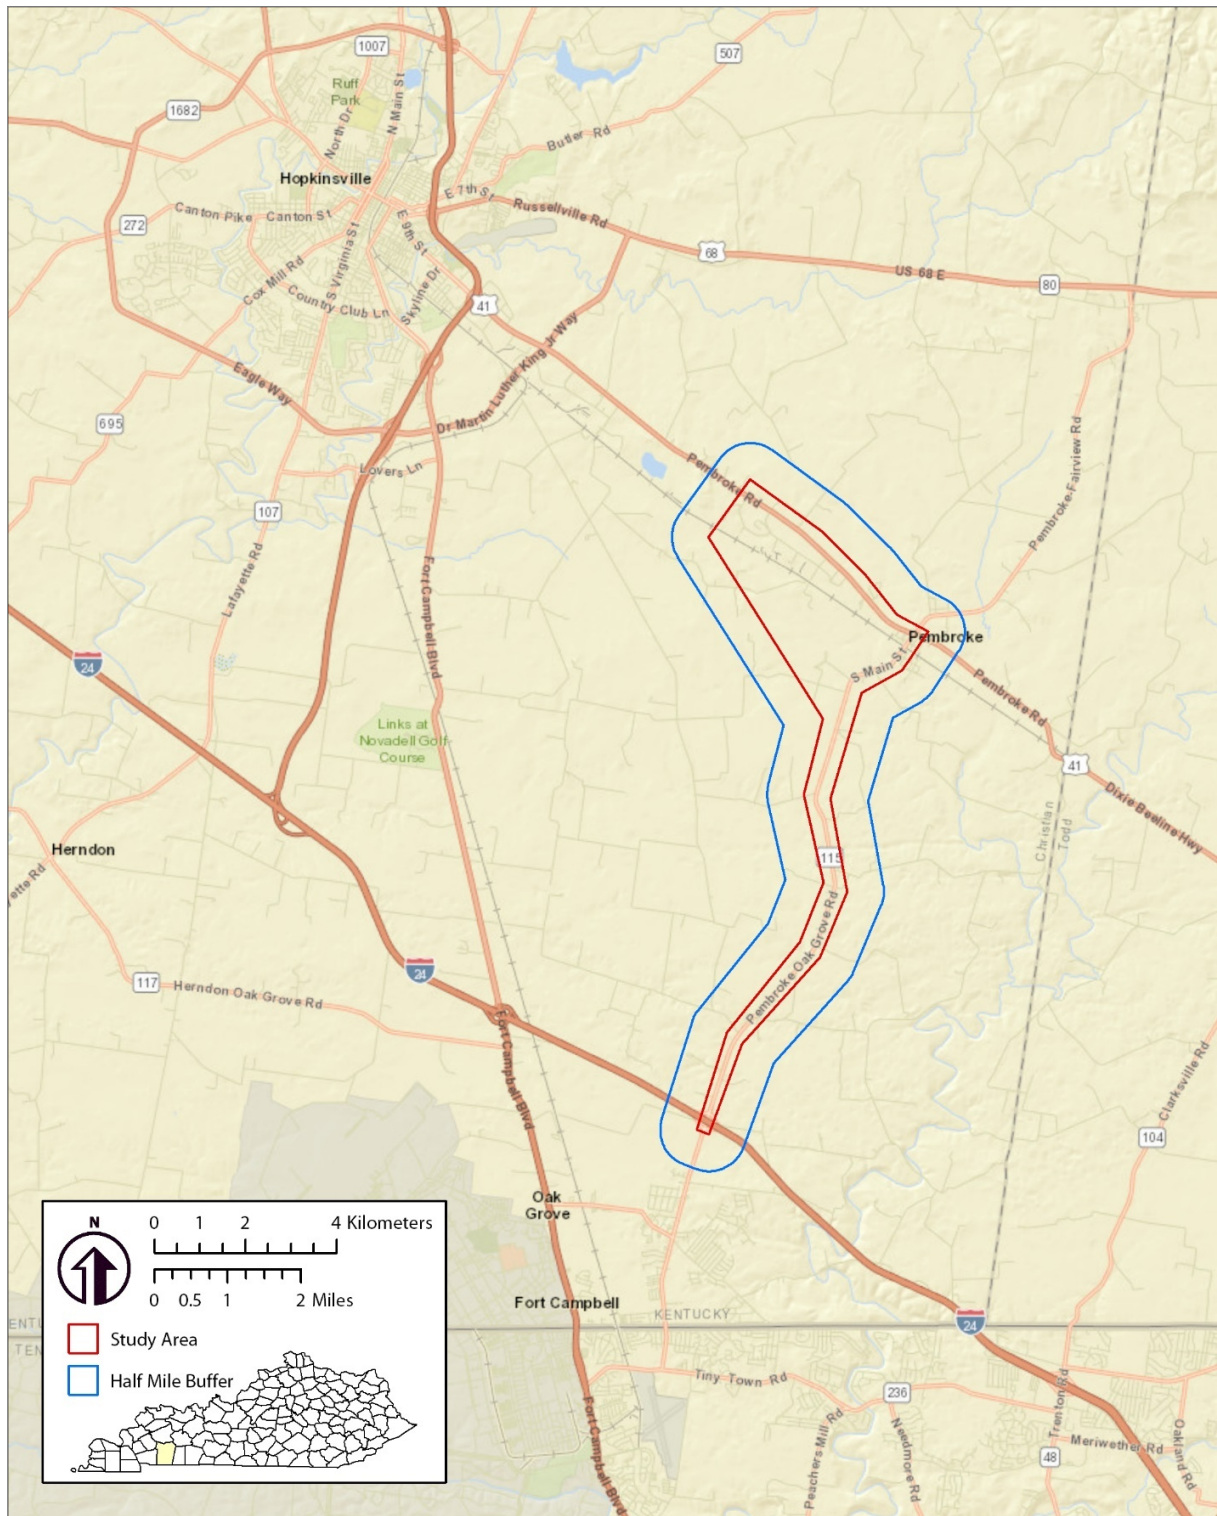 1007
507
Ruff
Park
N Main St
1682
North Dr
Butler Rd
Hopkinsville
E 7th St
Russellville Rd
Canton Pike
Canton St
272
E 9th St
S Virginia St
68
US 68 E
80
Cox Mill Rd
Skyline Dr
Country Club Ln
41
Dr Martin Luther King Jr Way
Eagle Way
695
Pembroke-Fairview Rd
Lovers Ln
Pembroke Rd
107
Lafayette Rd
Fort Campbell Blvd
Pembroke
S Main St
24
Pembroke Rd
Links at
Novadell Golf
Course
41
Dixie Beeline Hwy
Christian
Todd
Herndon
115
yette Rd
Pembroke Oak Grove Rd
24
117
Herndon Oak Grove Rd
Fort Campbell Blvd
Clarksville Rd
104
Oak
Grove
Fort Campbell
KENTUCKY
24
Tiny Town Rd
236
Trenton Rd
Fort Campbell Blvd
Peachers Mill Rd
Needmore Rd
Meriwether Rd
Oakland Rd
48
N
0 1 2 4 Kilometers
0 0.5 1 2 Miles
Study Area
Half Mile Buffer
ENTU
TEN